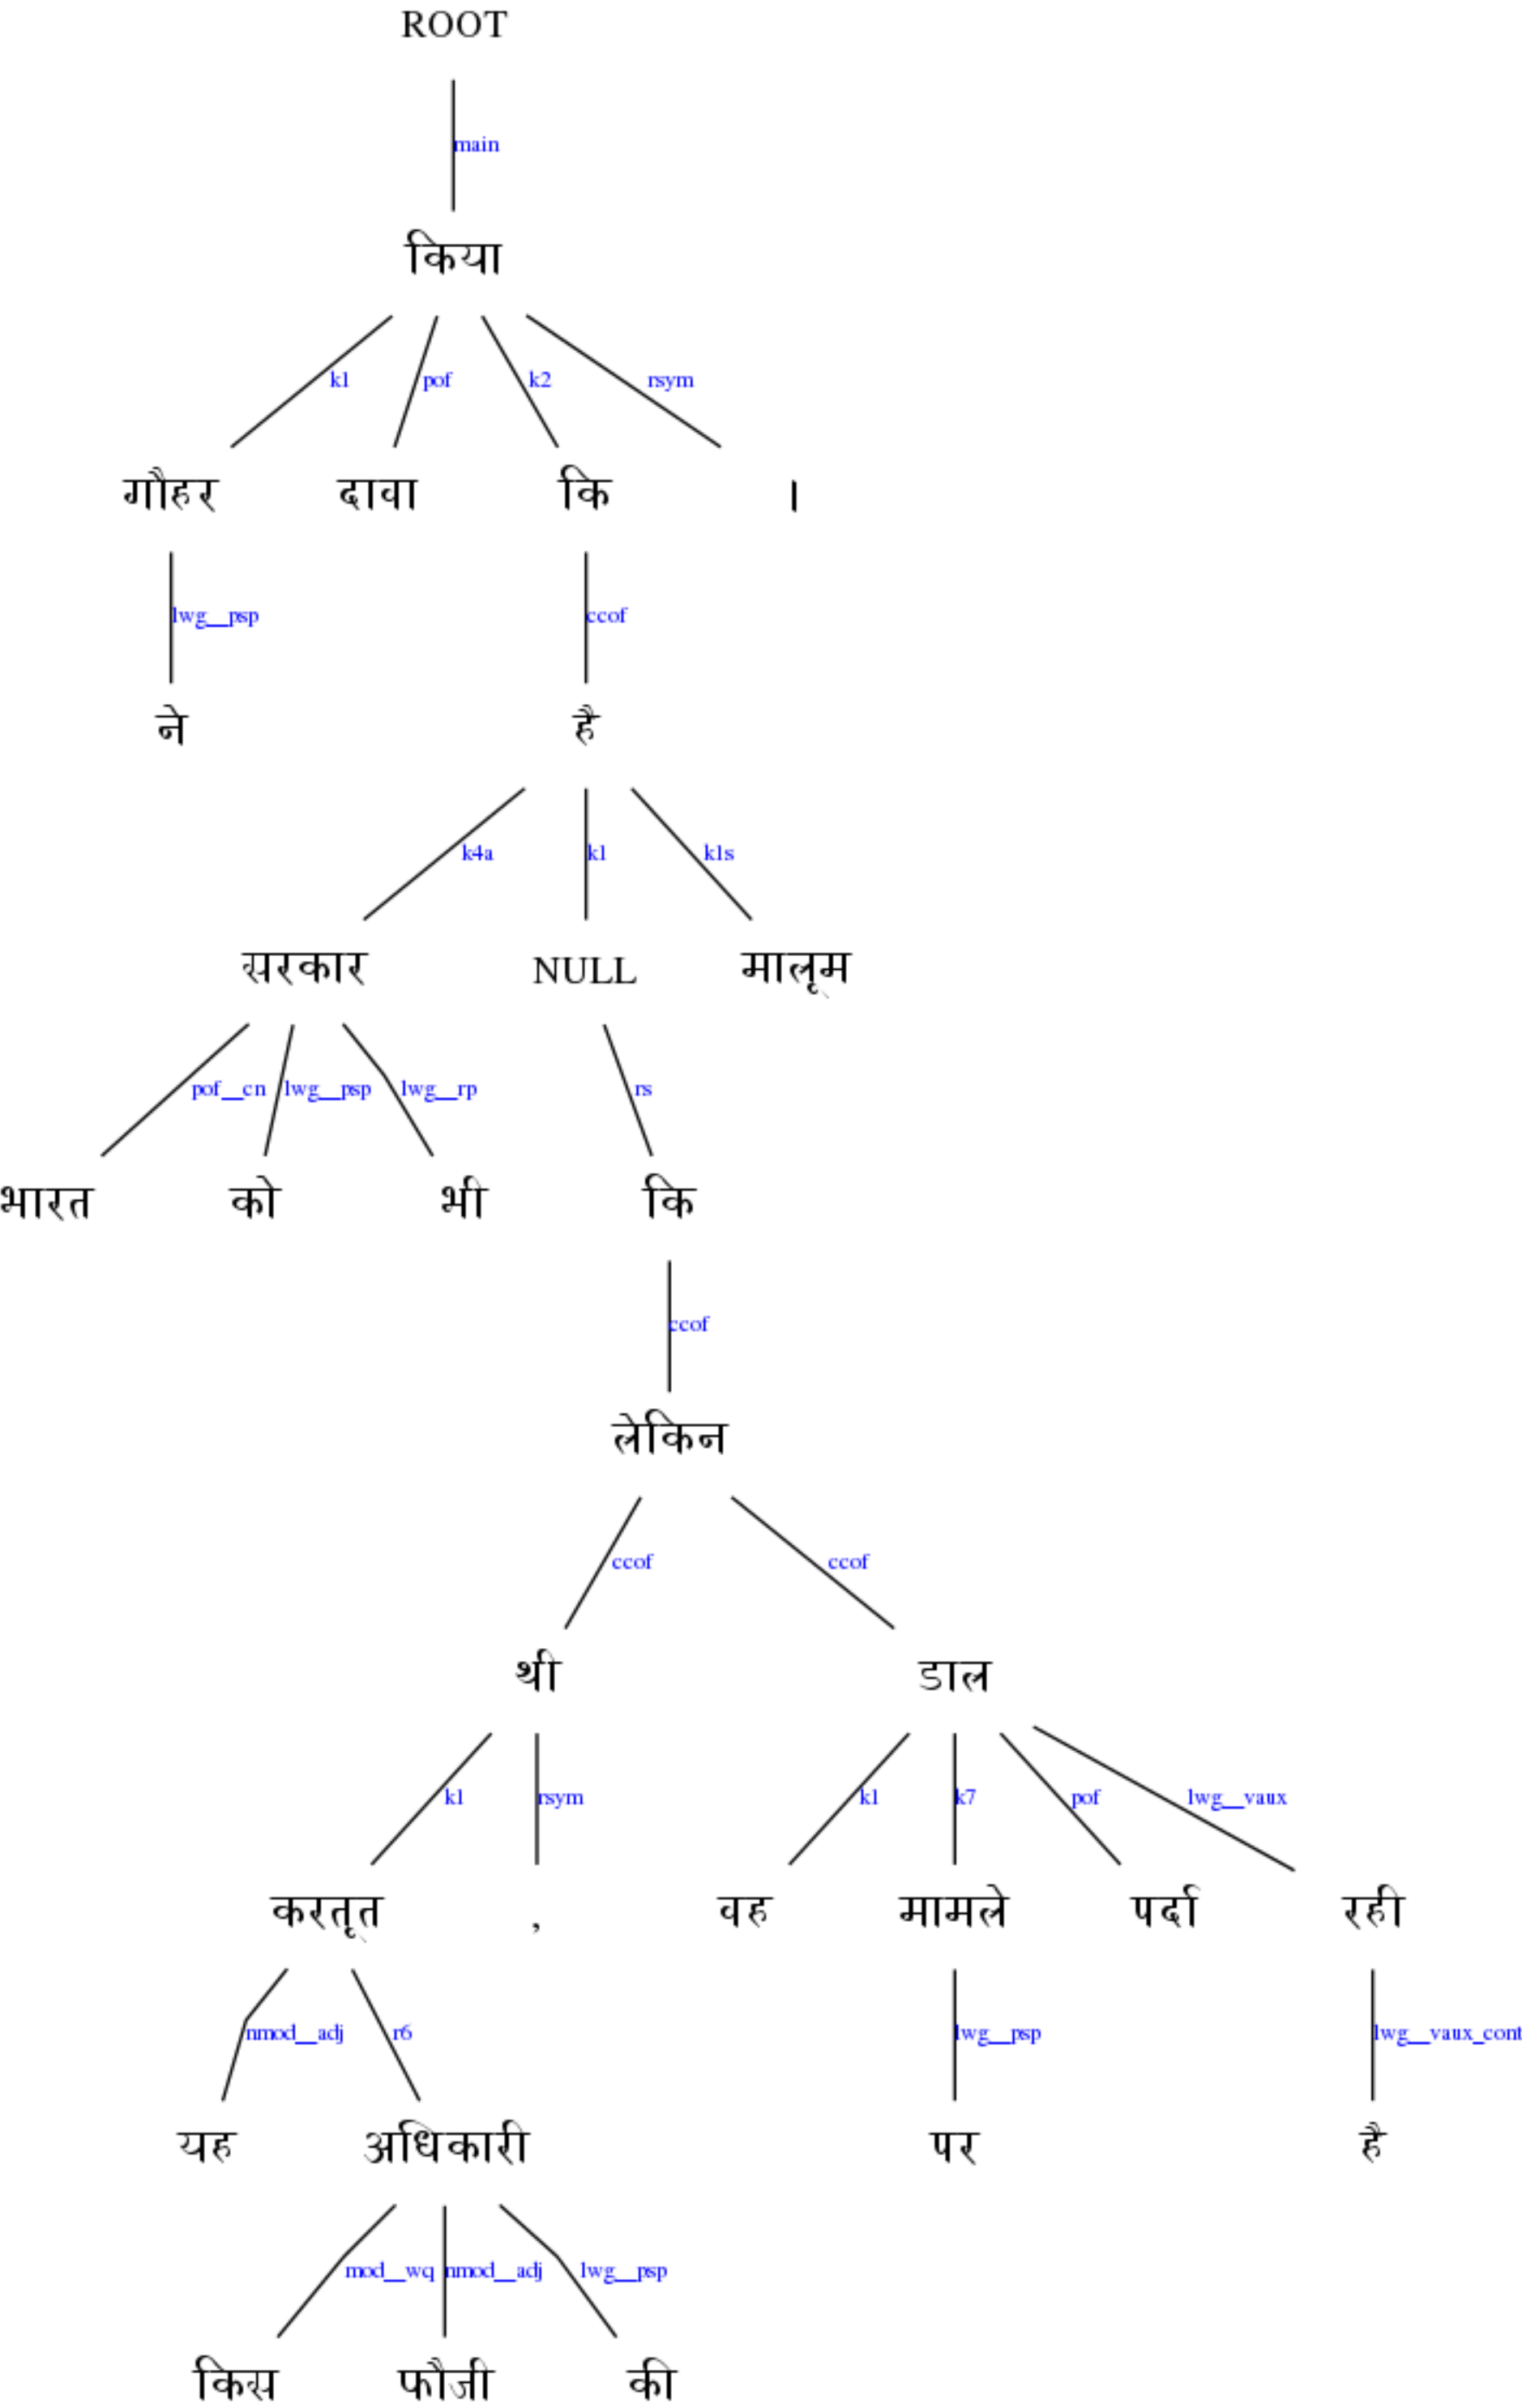 ROOT
main
किया
k1 pof k2 rsym
गौहर दावा कि ।
lwg__psp ccof
ने है
k4a k1 k1s
सरकार NULL मालूम
pof__cn lwg__psp lwg__rp rs
भारत को भी कि
ccof
लेकिन
ccof ccof
थी डाल
k1 rsym k1 k7 pof lwg__vaux
करतूत , वह मामले पर्दा रही
nmod__adj r6 lwg__psp lwg__vaux_cont
यह अधिकारी पर है
mod__wq nmod__adj lwg__psp
किस फौजी की